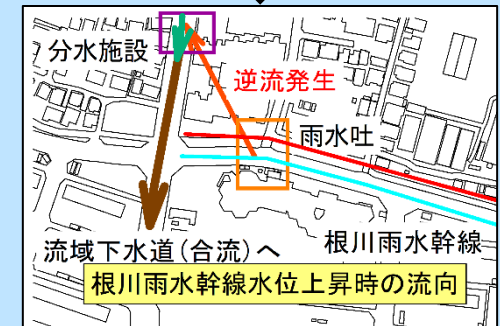 分水施設
逆流発生
雨水吐
流域下水道(合流)へ
根川雨水幹線
根川雨水幹線水位上昇時の流向